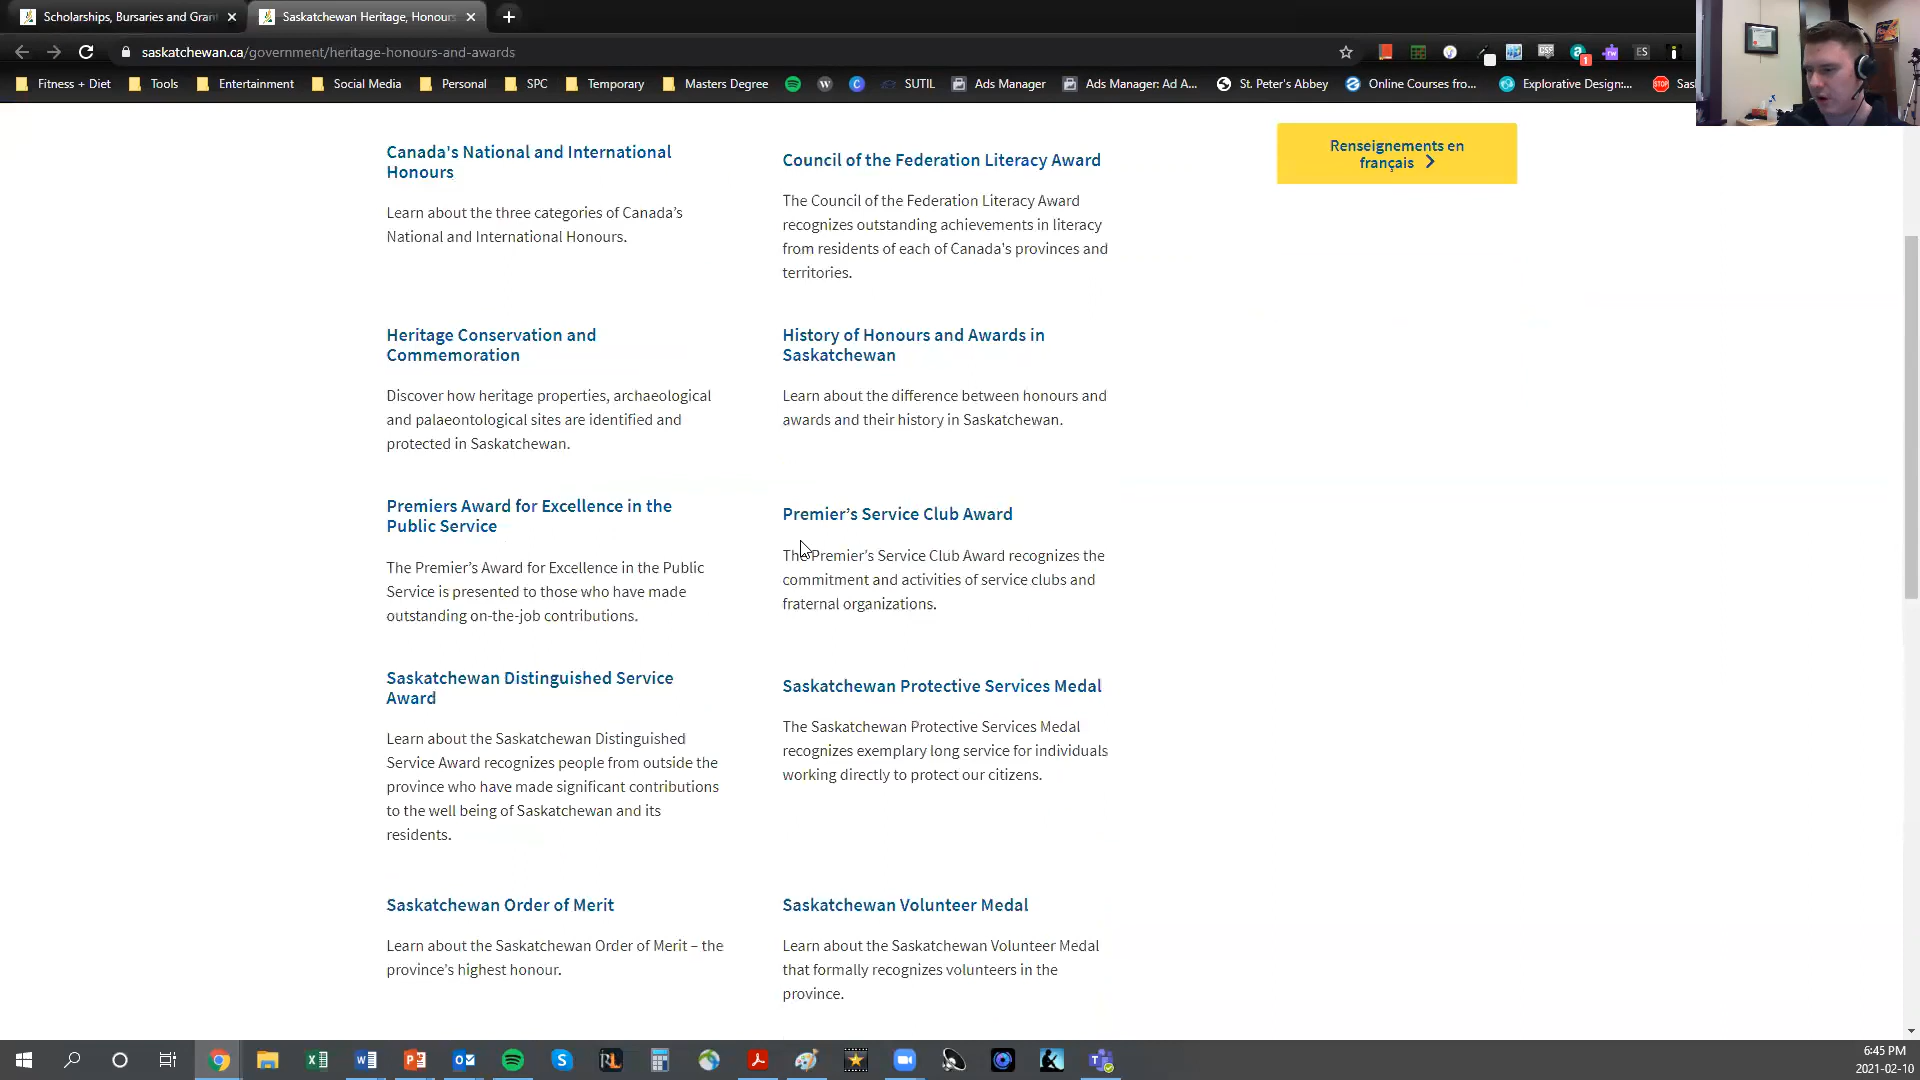 Scholarships, Bursaries and Gran
Saskatchewan Heritage, Honours
saskatchewan.ca/government/heritage-honours-and-awards
Fitness + Diet
Tools
Entertainment
Social Media
Personal
SPC
Temporary
Masters Degree
SUTIL
Ads Manager
Ads Manager: Ad A...
St. Peter's Abbey
Online Courses fro...
Explorative Design:...
Sas
Canada's National and International
Honours
Learn about the three categories of Canada's
National and International Honours.
Council of the Federation Literacy Award
The Council of the Federation Literacy Award
recognizes outstanding achievements in literacy
from residents of each of Canada's provinces and
territories.
Renseignements en
français
Heritage Conservation and
Commemoration
Discover how heritage properties, archaeological
and palaeontological sites are identified and
protected in Saskatchewan.
History of Honours and Awards in
Saskatchewan
Learn about the difference between honours and
awards and their history in Saskatchewan.
Premiers Award for Excellence in the
Public Service
The Premier's Award for Excellence in the Public
Service is presented to those who have made
outstanding on-the-job contributions.
Premier's Service Club Award
The Premier's Service Club Award recognizes the
commitment and activities of service clubs and
fraternal organizations.
Saskatchewan Distinguished Service
Award
Learn about the Saskatchewan Distinguished
Service Award recognizes people from outside the
province who have made significant contributions
to the well being of Saskatchewan and its
residents.
Saskatchewan Protective Services Medal
The Saskatchewan Protective Services Medal
recognizes exemplary long service for individuals
working directly to protect our citizens.
Saskatchewan Order of Merit
Learn about the Saskatchewan Order of Merit – the
province's highest honour.
Saskatchewan Volunteer Medal
Learn about the Saskatchewan Volunteer Medal
that formally recognizes volunteers in the
province.
6:45 PM
2021-02-10